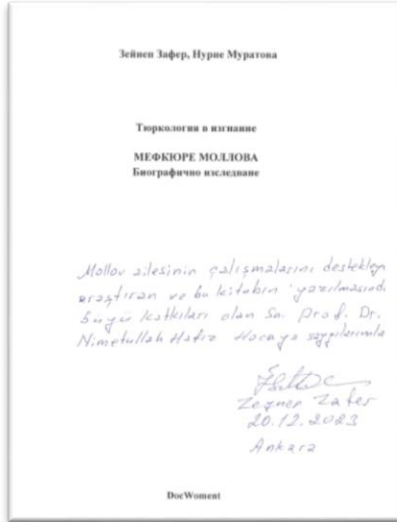 Зейнеп Зафер, Нурие Муратова
Тюркология в изгнание
МЕФКЮРЕ МОЛЛОВА
Биографично изследване
Mollov ailesinin çalışmalarını destekleyen
araştıran ve bu kitabın yazılmasında
büyük katkıları olan Sn. Prof. Dr.
Nimetullah Hafız Hocaya saygılarımla
Zeynep Zafer
20.12.2023
Ankara
DocWoment